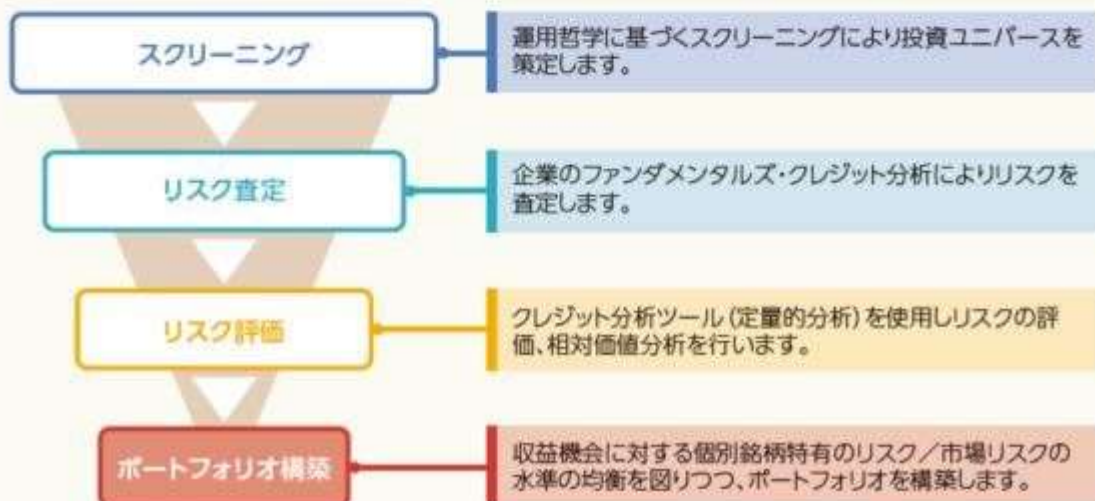 スクリーニング
運用哲学に基づくスクリーニングにより投資ユニバースを
策定します。
リスク査定
企業のファンダメンタルズ・クレジット分析によりリスクを
査定します。
リスク評価
クレジット分析ツール(定量的分析)を使用しリスクの評
価、相対価値分析を行います。
ポートフォリオ構築
収益機会に対する個別銘柄特有のリスク/市場リスクの
水準の均衡を図りつつ、ポートフォリオを構築します。